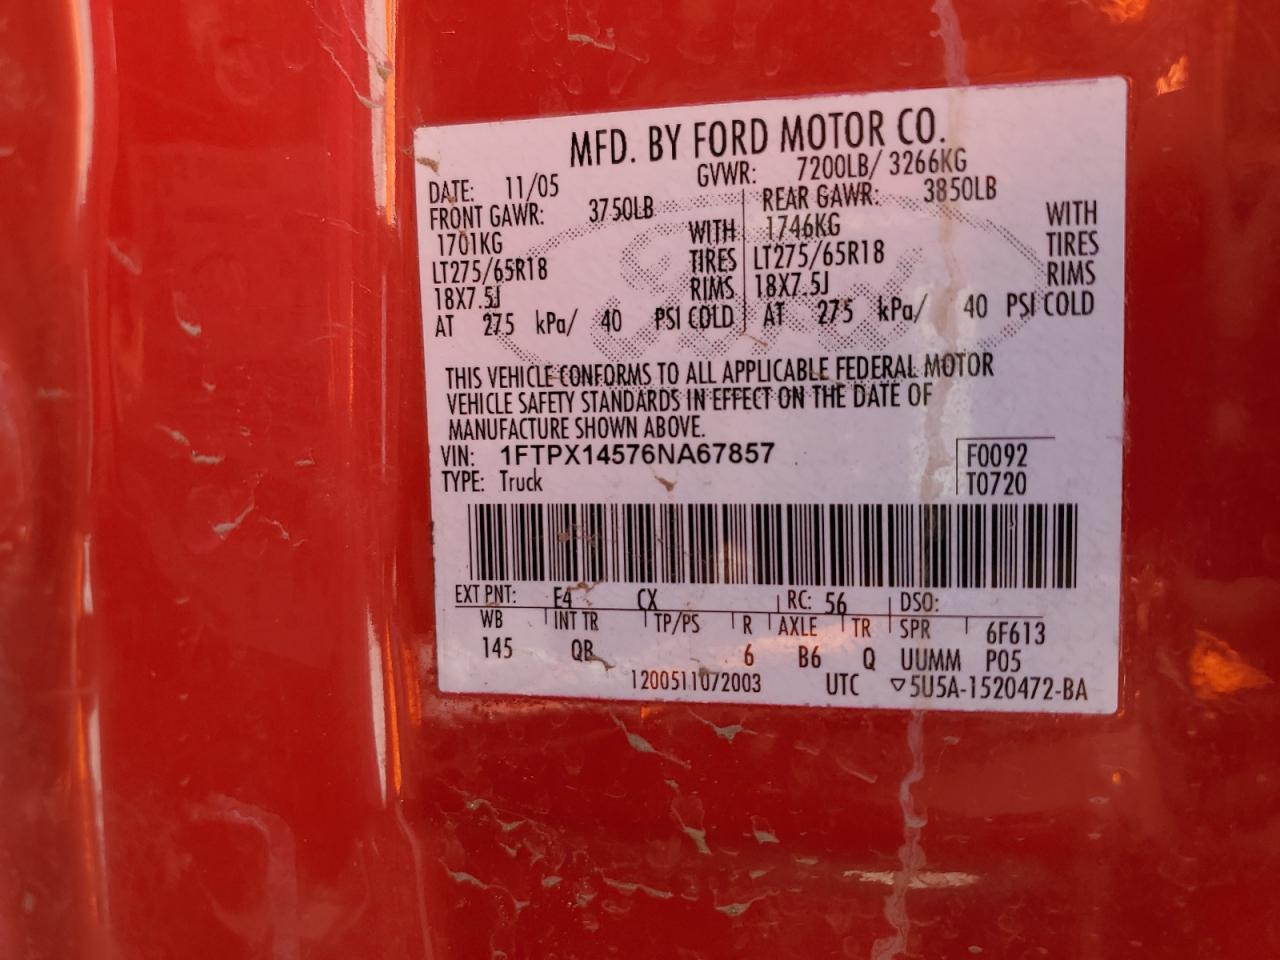 MFD. BY FORD MOTOR CO.
DATE: 11/05 GVWR: 7200LB/ 3266KG
FRONT GAWR: 3750LB REAR GAWR: 3850LB
1701KG WITH 1746KG WITH
LT275/65R18 TIRES LT275/65R18 TIRES
18X7.5J RIMS 18X7.5J RIMS
AT 275 kPa/ 40 PSI COLD AT 275 kPa/ 40 PSI COLD
THIS VEHICLE CONFORMS TO ALL APPLICABLE FEDERAL MOTOR
VEHICLE SAFETY STANDARDS IN EFFECT ON THE DATE OF
MANUFACTURE SHOWN ABOVE.
VIN: 1FTPX14576NA67857 F0092
TYPE: Truck T0720
EXT PNT: E4 CX RC: 56 DSO:
WB INT TR TP/PS R AXLE TR SPR 6F613
145 QB 6 B6 Q UUMM P05
1200511072003 UTC ▽5U5A-1520472-BA